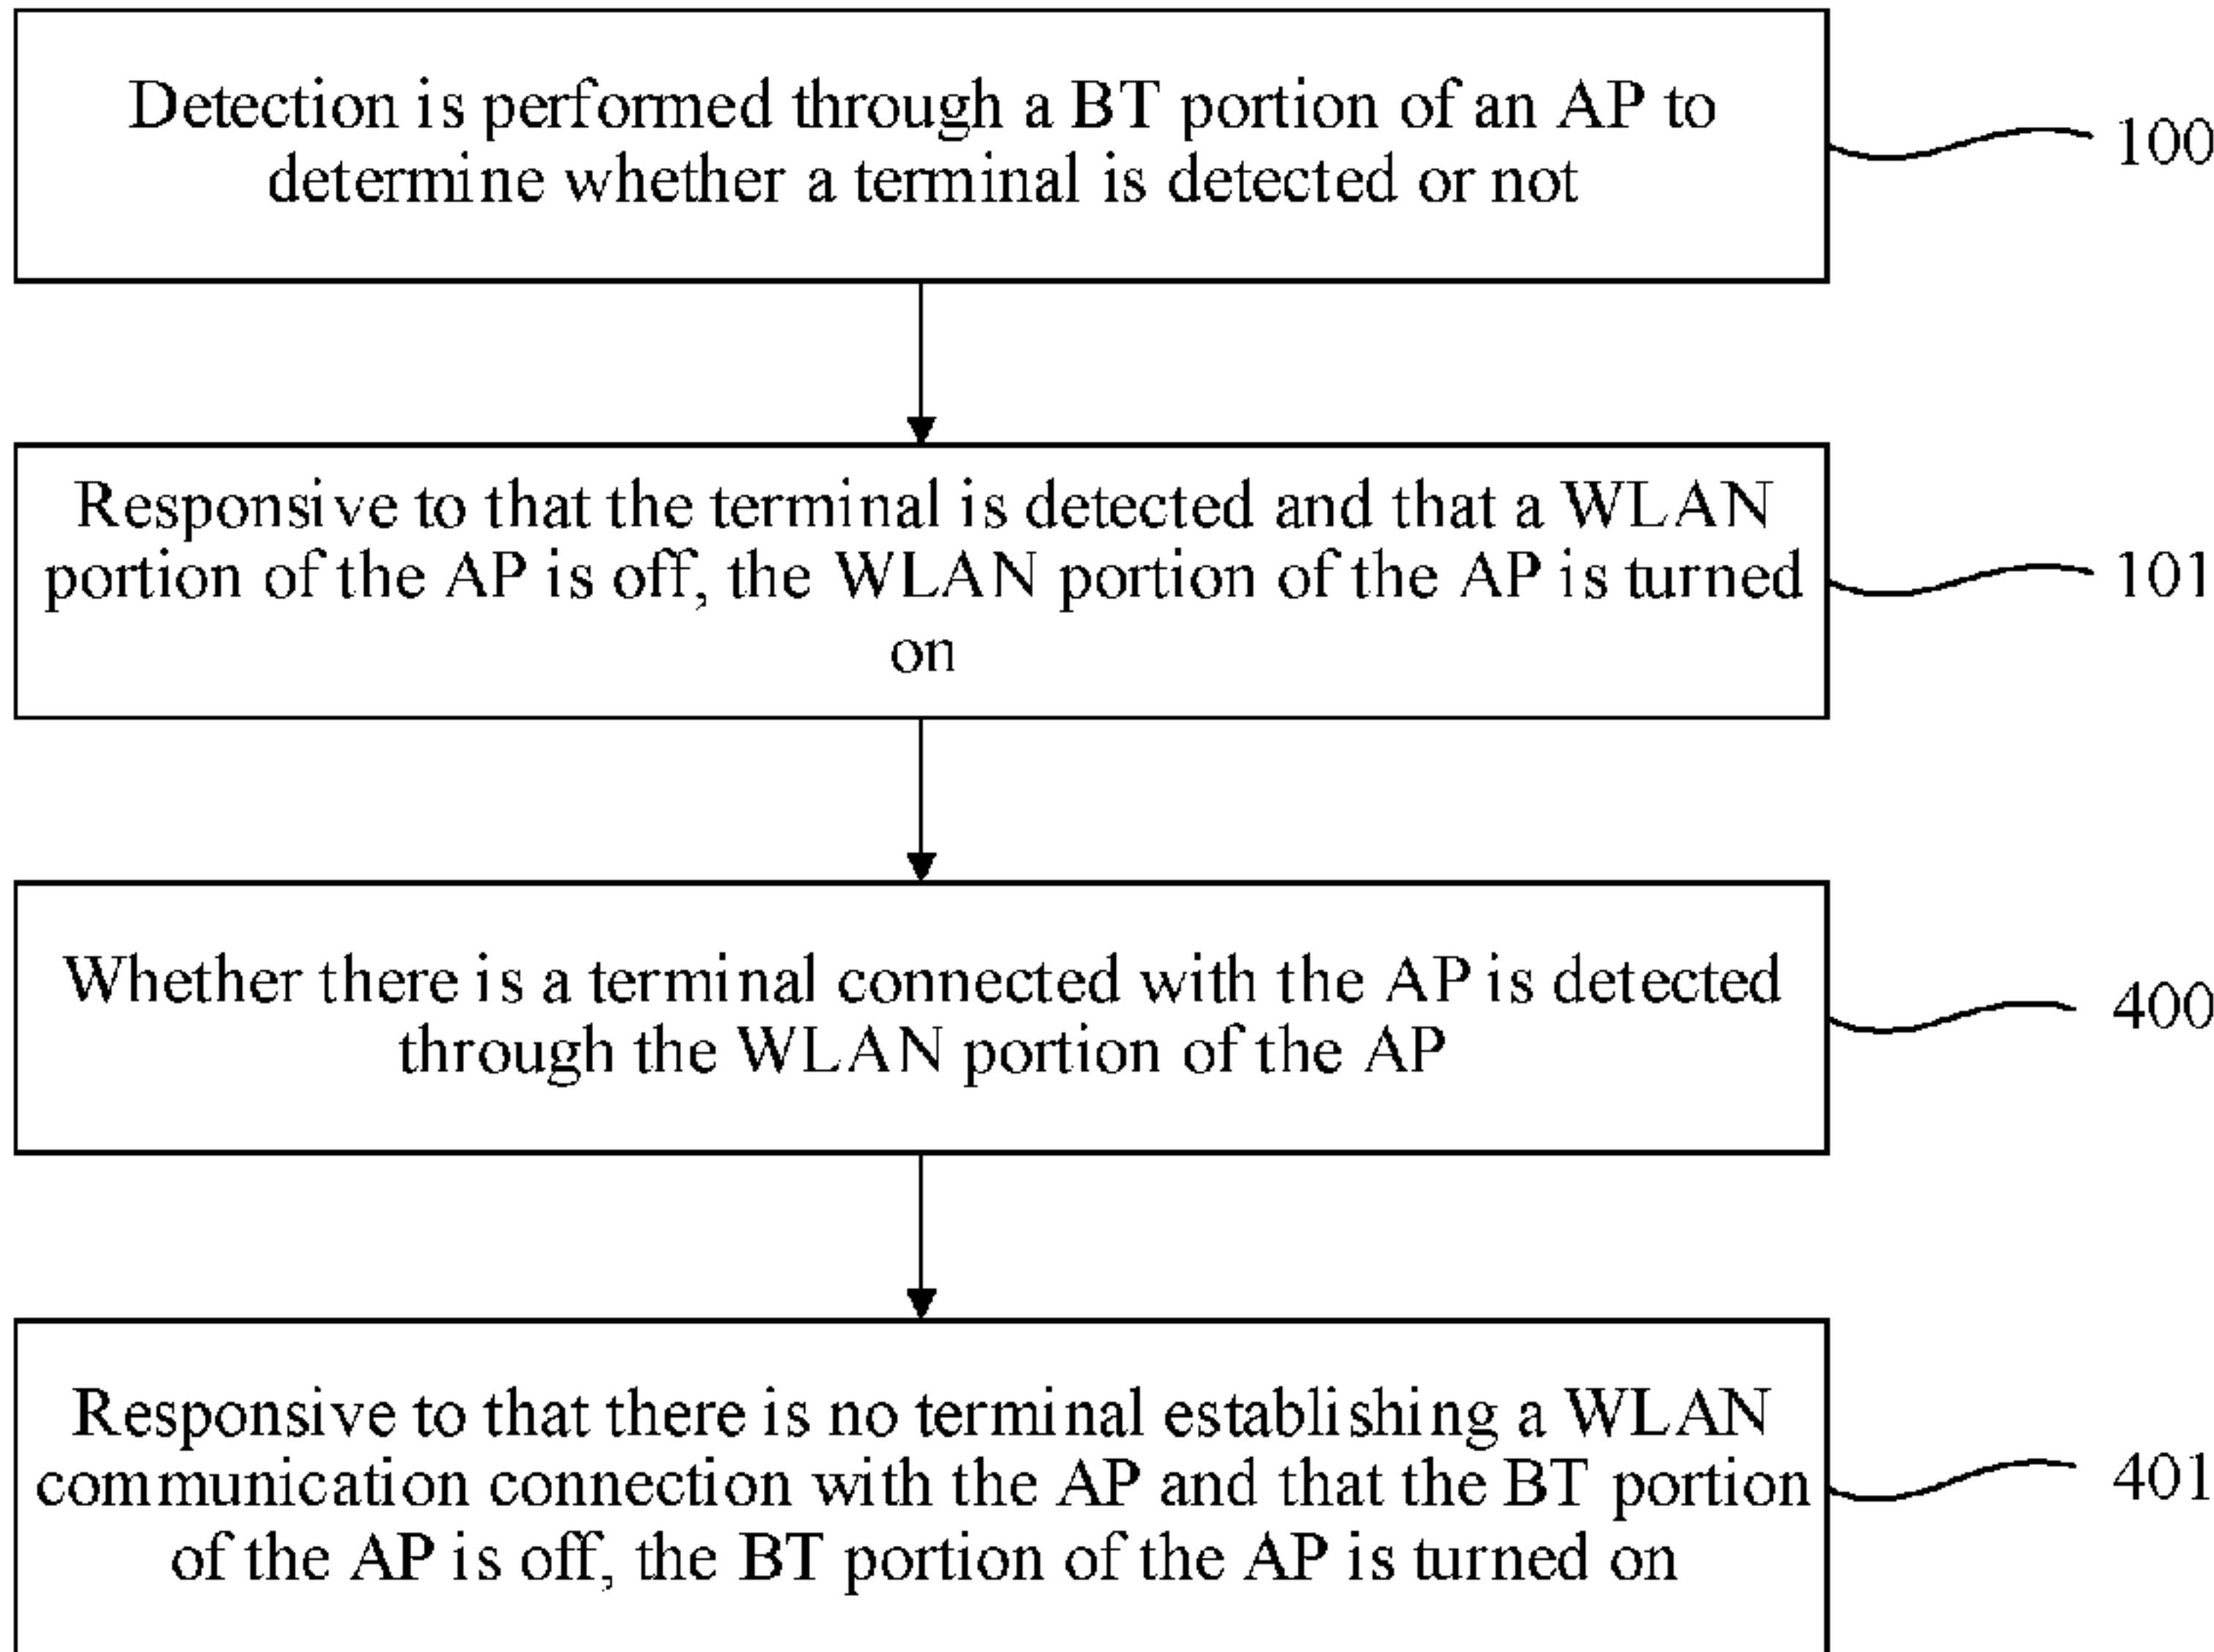 Detection is performed through a BT portion of an AP to
determine whether a terminal is detected or not
100
Responsive to that the terminal is detected and that a WLAN
portion of the AP is off, the WLAN portion of the AP is turned
on
101
Whether there is a terminal connected with the AP is detected
through the WLAN portion of the AP
400
Responsive to that there is no terminal establishing a WLAN
communication connection with the AP and that the BT portion
of the AP is off, the BT portion of the AP is turned on
401